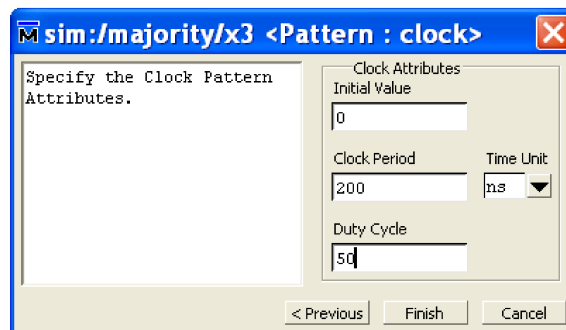 sim:/majority/x3 <Pattern : clock>
Specify the Clock Pattern
Attributes.
Clock Attributes
Initial Value
0
Clock Period
Time Unit
200
ns
Duty Cycle
50
< Previous
Finish
Cancel